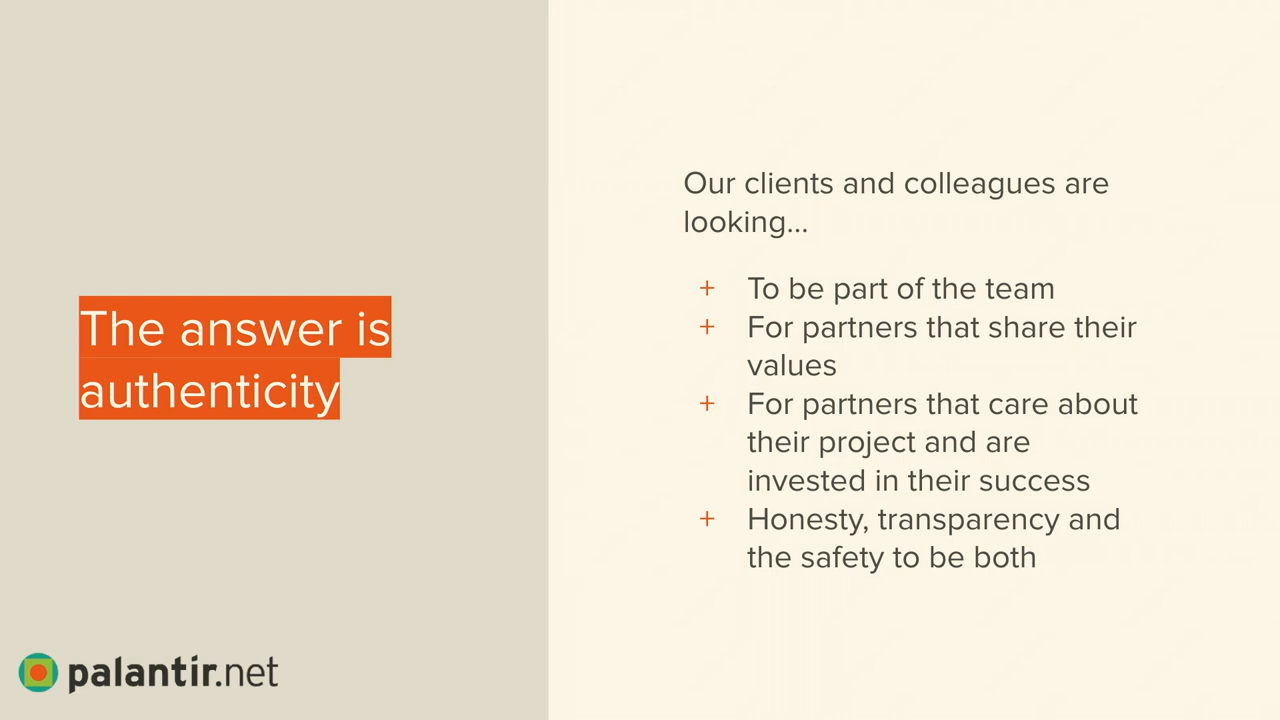 The answer is
authenticity
Our clients and colleagues are
looking...
+ To be part of the team
+ For partners that share their
values
+ For partners that care about
their project and are
invested in their success
+ Honesty, transparency and
the safety to be both
palantir.net